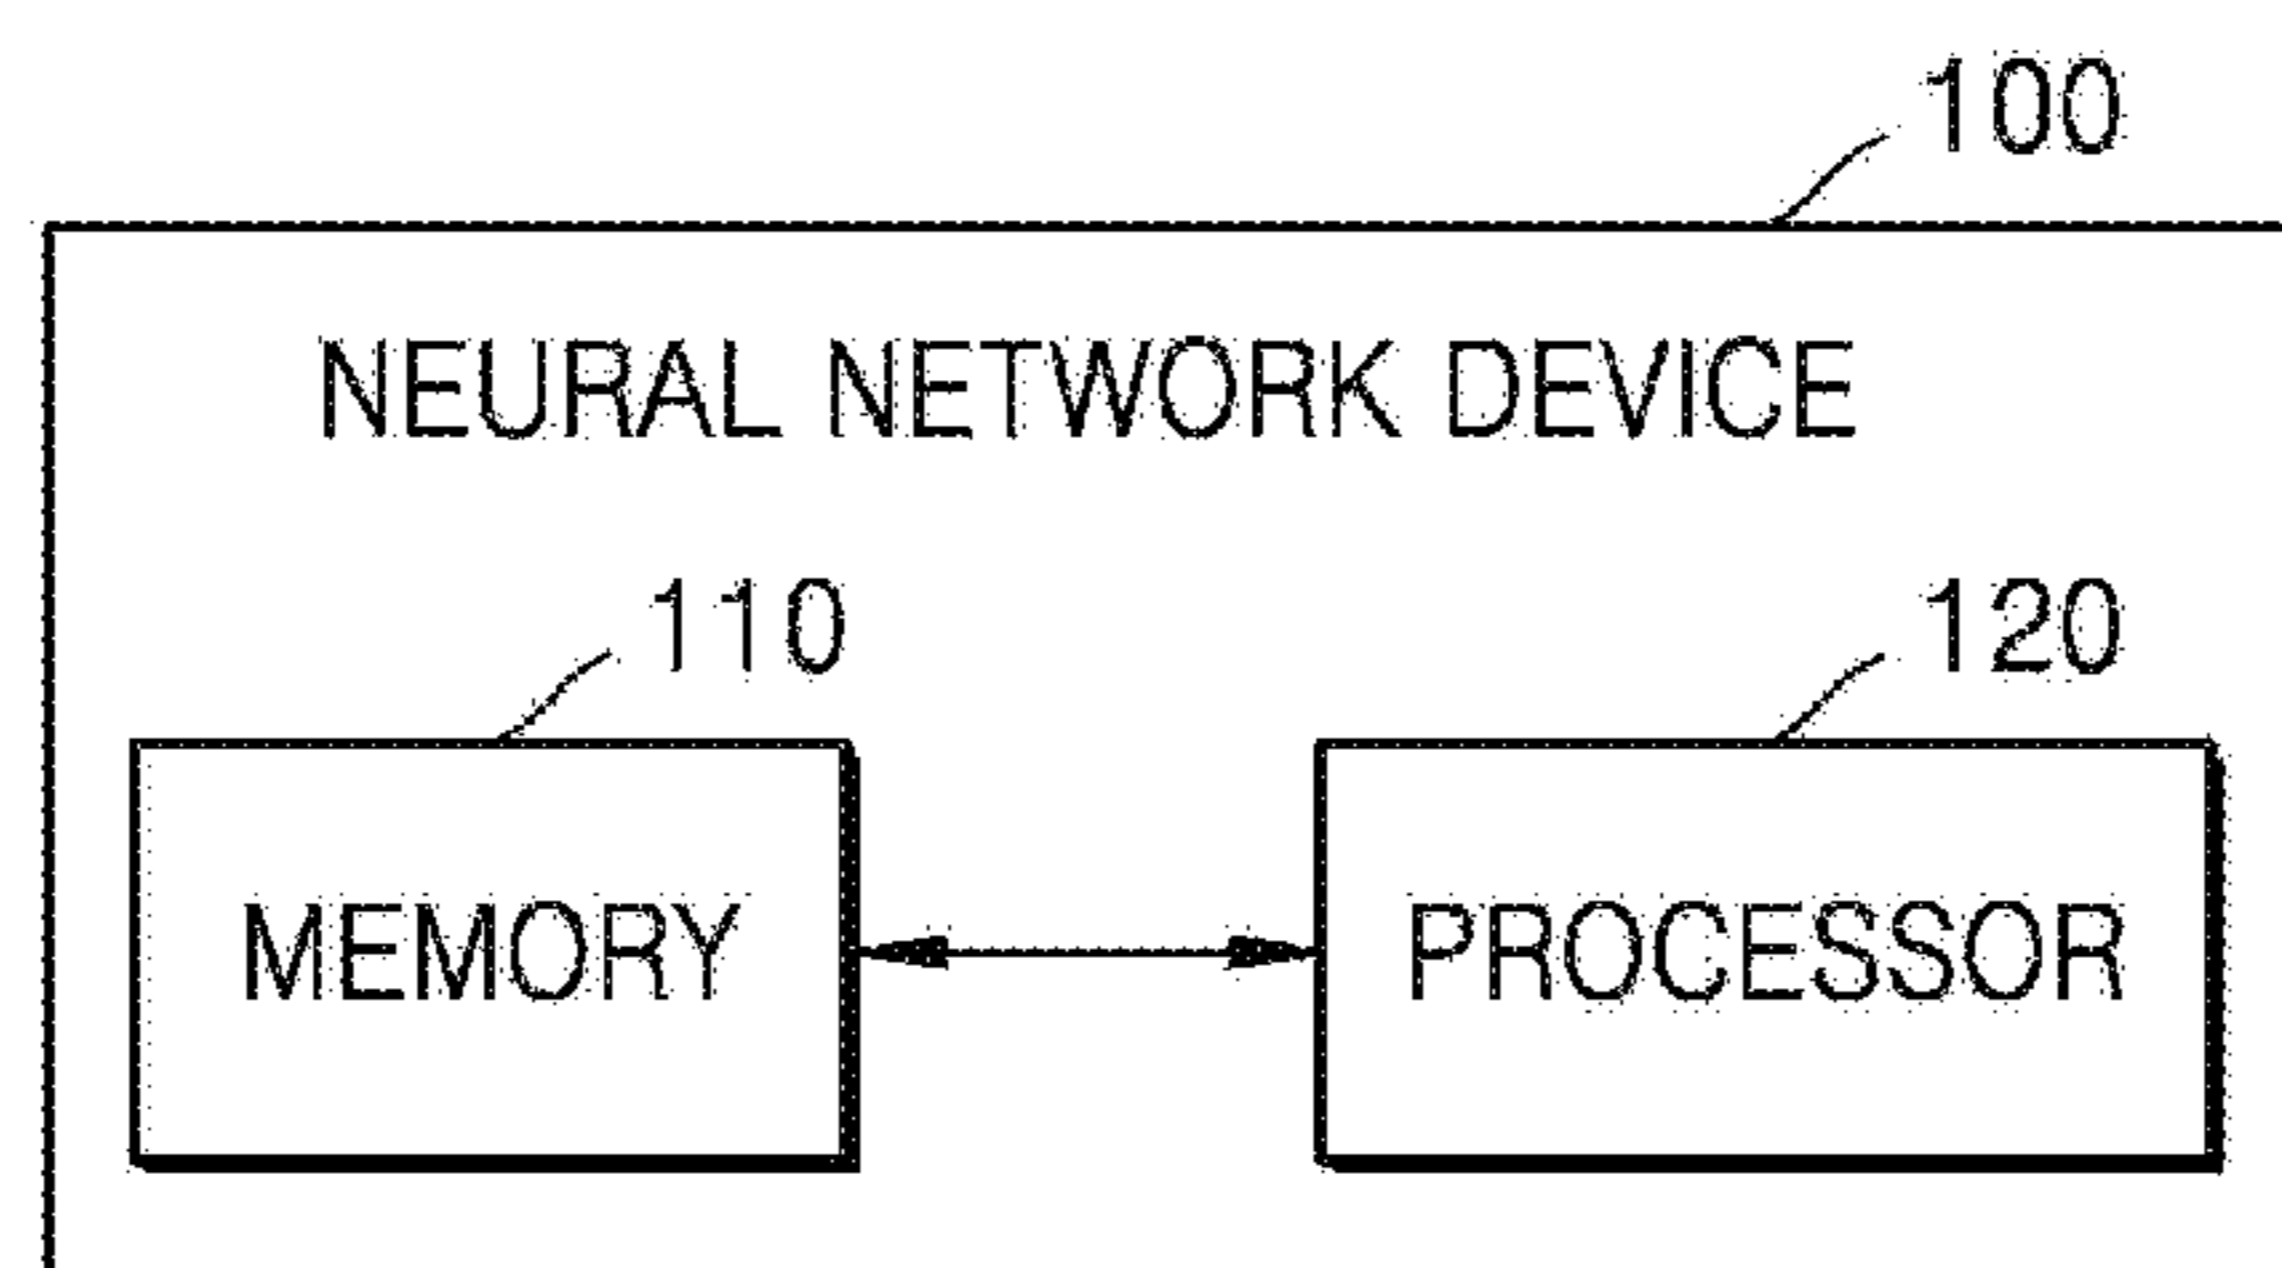 100
NEURAL NETWORK DEVICE
110
120
MEMORY
PROCESSOR